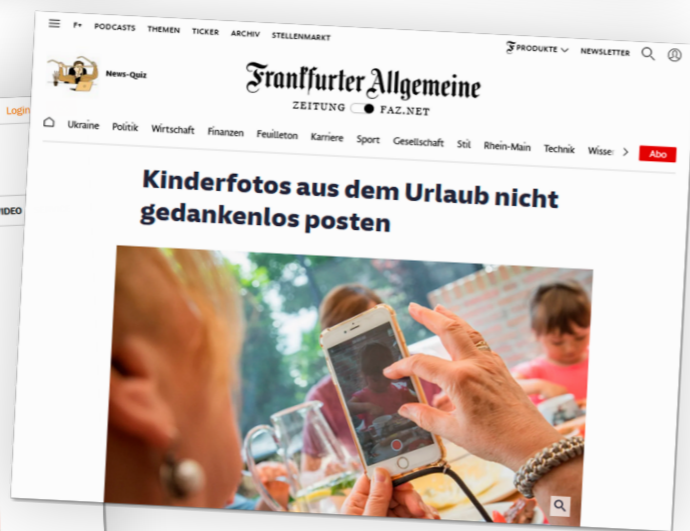 F+ PODCASTS THEMEN TICKER ARCHIV STELLENMARKT
PRODUKTE NEWSLETTER
News-Quiz
Frankfurter Allgemeine
ZEITUNG FAZ.NET
Login
Ukraine Politik Wirtschaft Finanzen Feuilleton Karriere Sport Gesellschaft Stil Rhein-Main Technik Wisse
Abo
Kinderfotos aus dem Urlaub nicht
gedankenlos posten